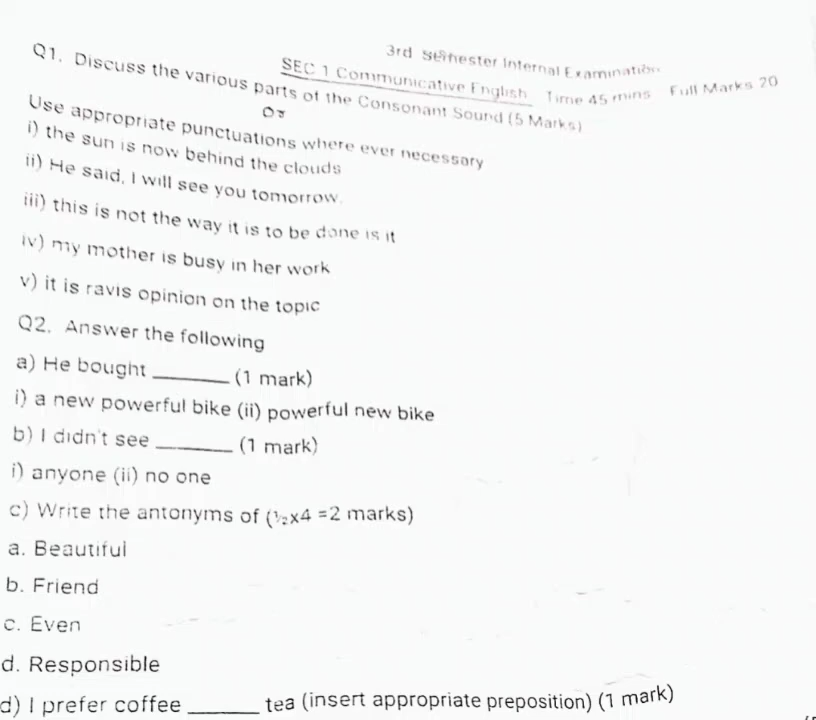 3rd Semester Internal Examination
SEC 1 Communicative English Time 45 mins Full Marks 20
Q1. Discuss the various parts of the Consonant Sound (5 Marks)
Or
Use appropriate punctuations where ever necessary
i) the sun is now behind the clouds
ii) He said, I will see you tomorrow.
iii) this is not the way it is to be done is it
iv) my mother is busy in her work
v) it is ravis opinion on the topic
Q2. Answer the following
a) He bought ________ (1 mark)
i) a new powerful bike (ii) powerful new bike
b) I didn't see ________ (1 mark)
i) anyone (ii) no one
c) Write the antonyms of (½x4 =2 marks)
a. Beautiful
b. Friend
c. Even
d. Responsible
d) I prefer coffee ________ tea (insert appropriate preposition) (1 mark)